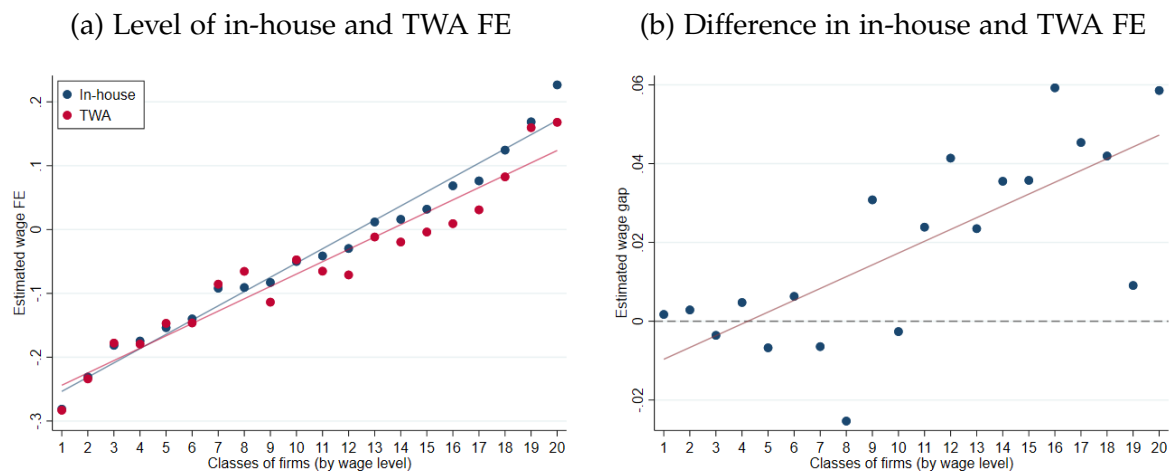 (a) Level of in-house and TWA FE
(b) Difference in in-house and TWA FE
In-house
TWA
Estimated wage FE
.2
.1
0
-.1
-.2
-.3
1 2 3 4 5 6 7 8 9 10 11 12 13 14 15 16 17 18 19 20
Classes of firms (by wage level)
Estimated wage gap
.06
.04
.02
0
-.02
1 2 3 4 5 6 7 8 9 10 11 12 13 14 15 16 17 18 19 20
Classes of firms (by wage level)